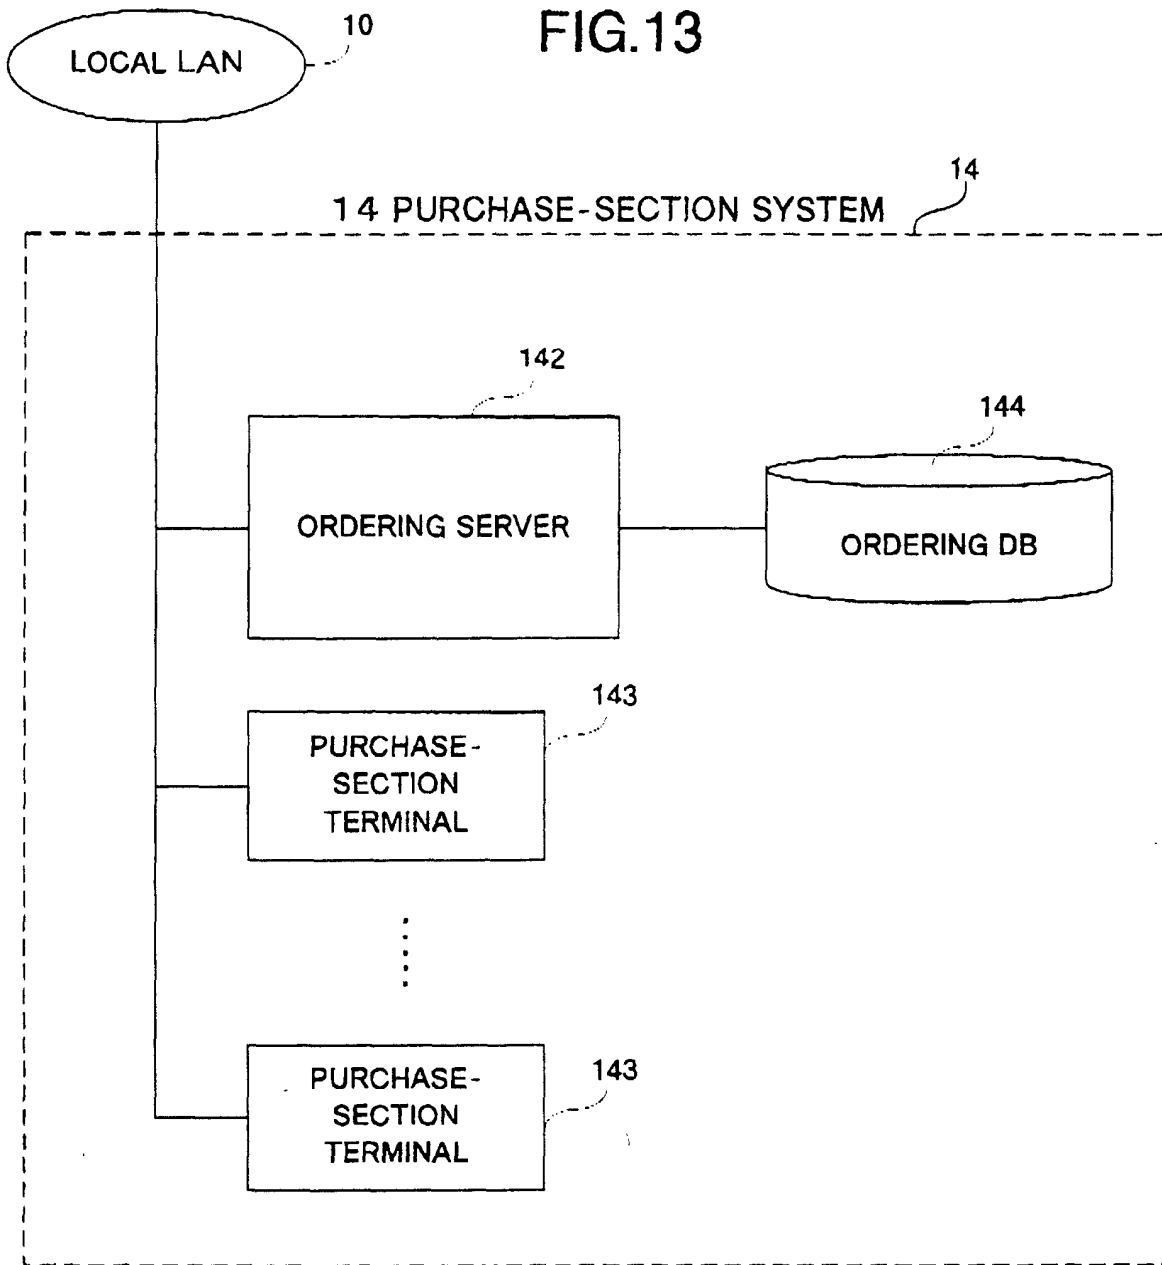 FIG.13
LOCAL LAN
10
14
14 PURCHASE-SECTION SYSTEM
142
ORDERING SERVER
144
ORDERING DB
143
PURCHASE-
SECTION
TERMINAL
143
PURCHASE-
SECTION
TERMINAL